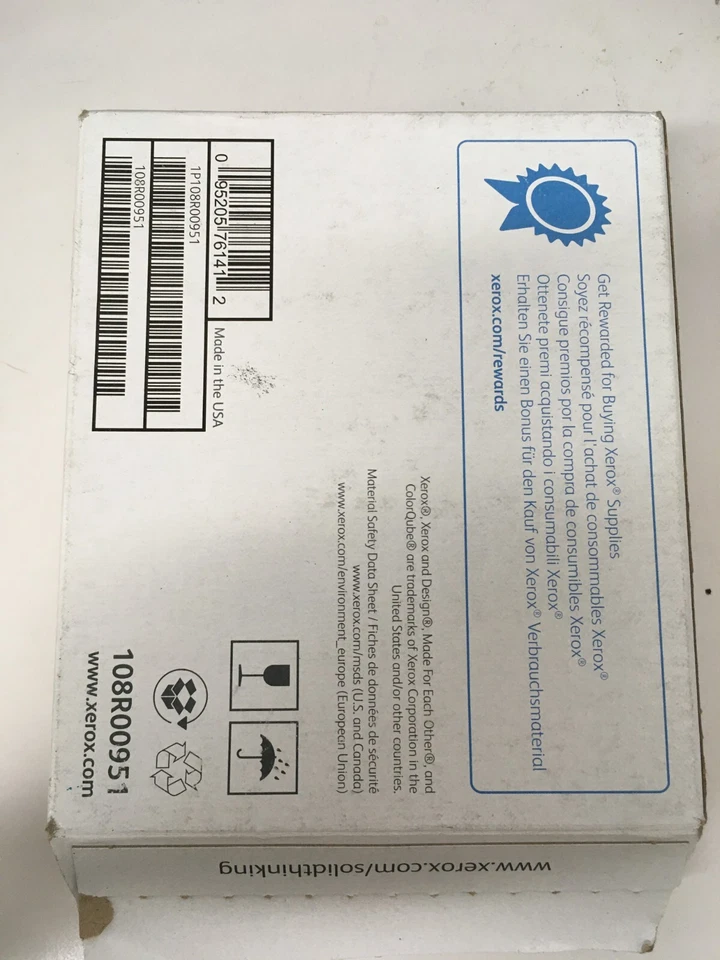 Get Rewarded for Buying Xerox® Supplies
Soyez récompensé pour l'achat de consommables Xerox®
Consigue premios por la compra de consumibles Xerox®
Ottenete premi acquistando i consumabili Xerox®
Erhalten Sie einen Bonus für den Kauf von Xerox® Verbrauchsmaterial
xerox.com/rewards
0 95205 76141 2
Made in the USA
1P108R00951
108R00951
Xerox®, Xerox and Design®, Made For Each Other®, and
ColorQube® are trademarks of Xerox Corporation in the
United States and/or other countries.
Material Safety Data Sheet / Fiches de données de sécurité
www.xerox.com/msds (U.S. and Canada)
www.xerox.com/environment_europe (European Union)
108R00951
www.xerox.com
www.xerox.com/solidthinking